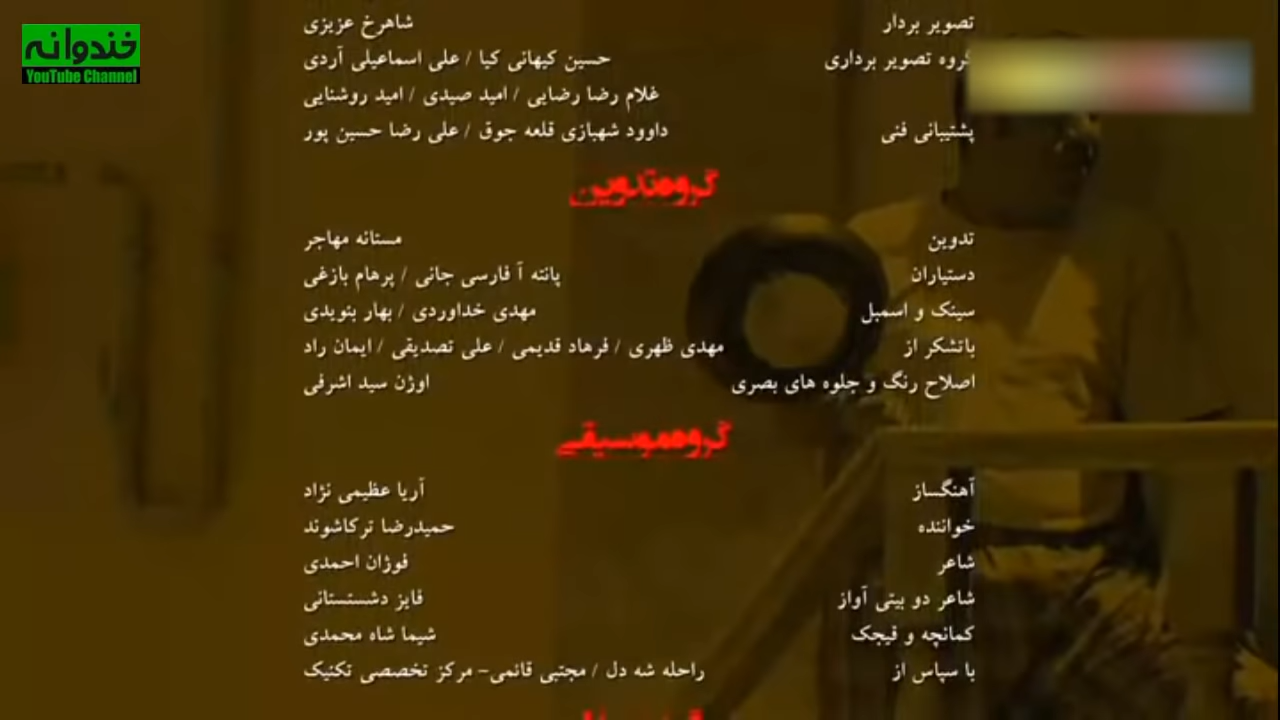 خندوانه
YouTube Channel
تصویر بردار شاهرخ عزیزی
گروه تصویر برداری حسین کیهانی کیا / علی اسماعیلی آردی
غلام رضا رضایی / امید صیدی / امید روشنایی
پشتیبانی فنی داوود شهبازی قلعه جوق / علی رضا حسین پور
گروه تدوین
تدوین مستانه مهاجر
دستیاران پانته آ فارسی جانی / پرهام بازغی
سینک و اسمبل مهدی خداوردی / بهار بنویدی
باتشکر از مهدی ظهری / فرهاد قدیمی / علی تصدیقی / ایمان راد
اصلاح رنگ و جلوه های بصری اوژن سید اشرفی
گروه موسیقی
آهنگساز آریا عظیمی نژاد
خواننده حمیدرضا ترکاشوند
شاعر فوژان احمدی
شاعر دو بیتی آواز فایز دشتستانی
کمانچه و قیچک شیما شاه محمدی
با سپاس از راحله شه دل / مجتبی قائمی- مرکز تخصصی تکنیک